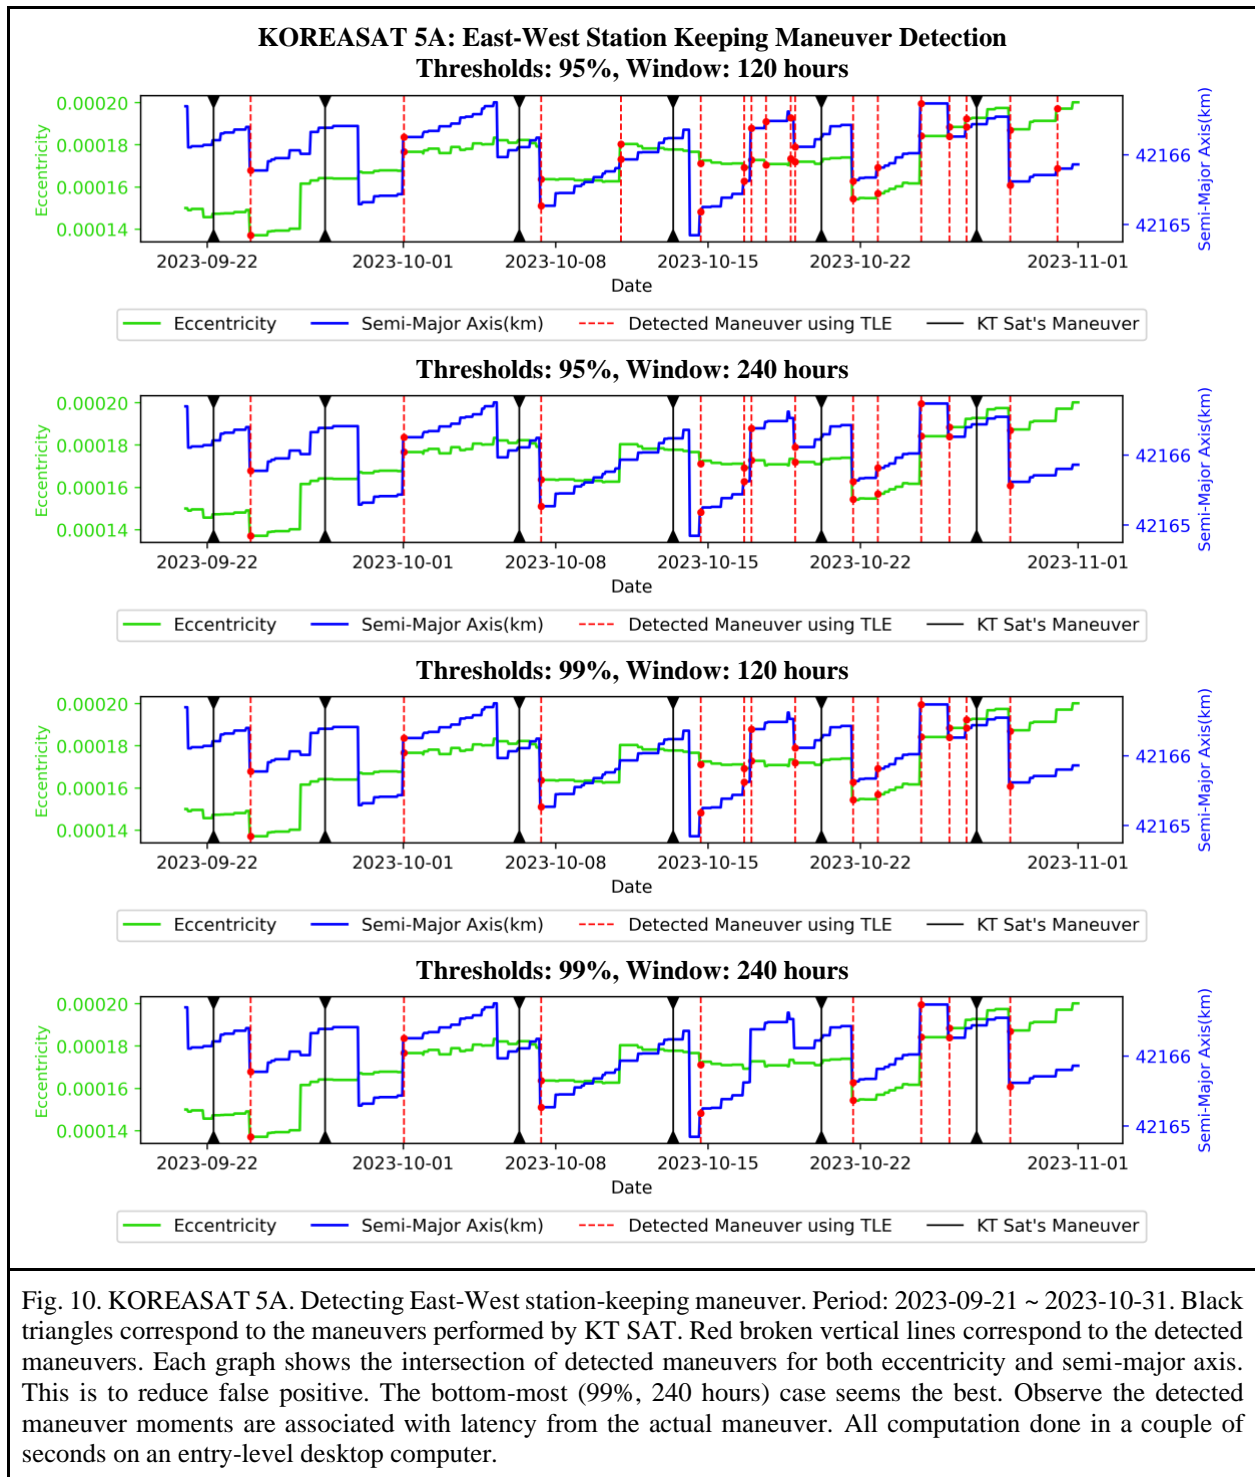 KOREASAT 5A: East-West Station Keeping Maneuver Detection
Thresholds: 95%, Window: 120 hours
0.00020
0.00018
0.00016
0.00014
Eccentricity
42166
42165
Semi-Major Axis(km)
2023-09-22 2023-10-01 2023-10-08 2023-10-15 2023-10-22 2023-11-01
Date
Eccentricity Semi-Major Axis(km) Detected Maneuver using TLE KT Sat's Maneuver
Thresholds: 95%, Window: 240 hours
0.00020
0.00018
0.00016
0.00014
Eccentricity
42166
42165
Semi-Major Axis(km)
2023-09-22 2023-10-01 2023-10-08 2023-10-15 2023-10-22 2023-11-01
Date
Eccentricity Semi-Major Axis(km) Detected Maneuver using TLE KT Sat's Maneuver
Thresholds: 99%, Window: 120 hours
0.00020
0.00018
0.00016
0.00014
Eccentricity
42166
42165
Semi-Major Axis(km)
2023-09-22 2023-10-01 2023-10-08 2023-10-15 2023-10-22 2023-11-01
Date
Eccentricity Semi-Major Axis(km) Detected Maneuver using TLE KT Sat's Maneuver
Thresholds: 99%, Window: 240 hours
0.00020
0.00018
0.00016
0.00014
Eccentricity
42166
42165
Semi-Major Axis(km)
2023-09-22 2023-10-01 2023-10-08 2023-10-15 2023-10-22 2023-11-01
Date
Eccentricity Semi-Major Axis(km) Detected Maneuver using TLE KT Sat's Maneuver
Fig. 10. KOREASAT 5A. Detecting East-West station-keeping maneuver. Period: 2023-09-21 ~ 2023-10-31. Black
triangles correspond to the maneuvers performed by KT SAT. Red broken vertical lines correspond to the detected
maneuvers. Each graph shows the intersection of detected maneuvers for both eccentricity and semi-major axis.
This is to reduce false positive. The bottom-most (99%, 240 hours) case seems the best. Observe the detected
maneuver moments are associated with latency from the actual maneuver. All computation done in a couple of
seconds on an entry-level desktop computer.